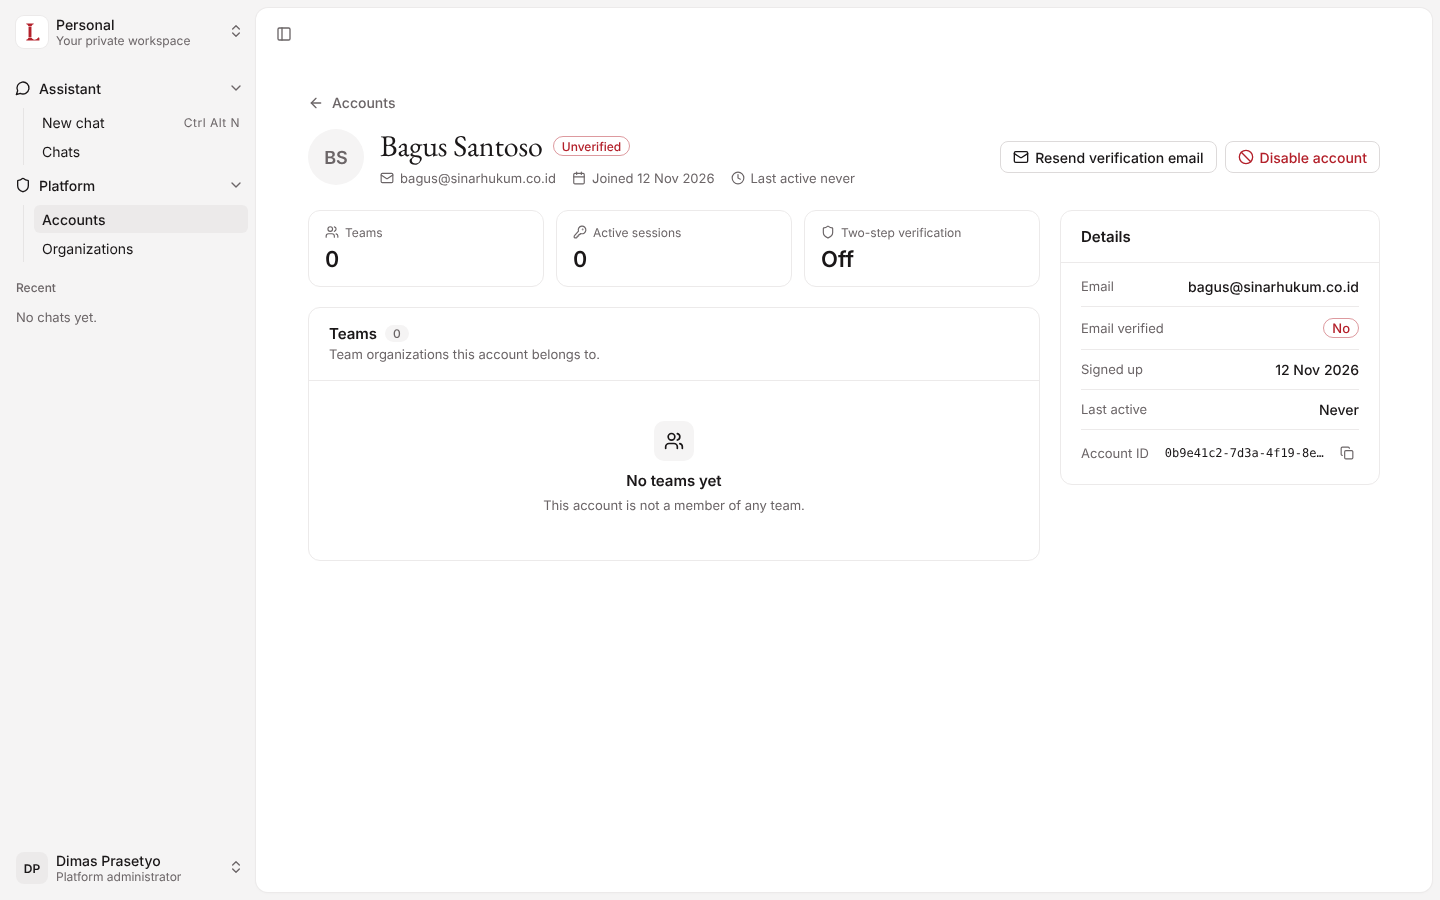 L
Personal
Your private workspace
Assistant
New chat
Ctrl Alt N
Chats
Platform
Accounts
Organizations
Recent
No chats yet.
DP
Dimas Prasetyo
Platform administrator
Accounts
BS
Bagus Santoso
Unverified
bagus@sinarhukum.co.id
Joined 12 Nov 2026
Last active never
Resend verification email
Disable account
Teams
0
Active sessions
0
Two-step verification
Off
Teams 0
Team organizations this account belongs to.
No teams yet
This account is not a member of any team.
Details
Email
bagus@sinarhukum.co.id
Email verified
No
Signed up
12 Nov 2026
Last active
Never
Account ID
0b9e41c2-7d3a-4f19-8e…